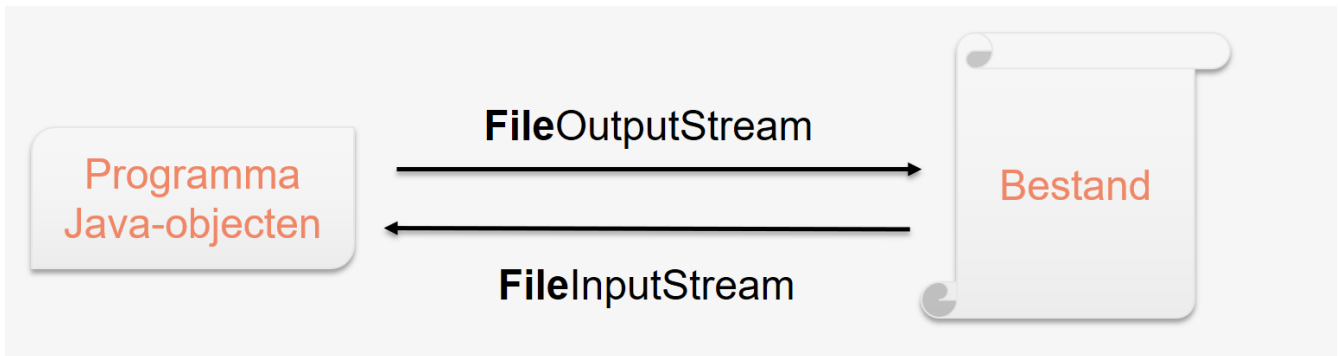 FileOutputStream
Programma
Java-objecten
Bestand
FileInputStream